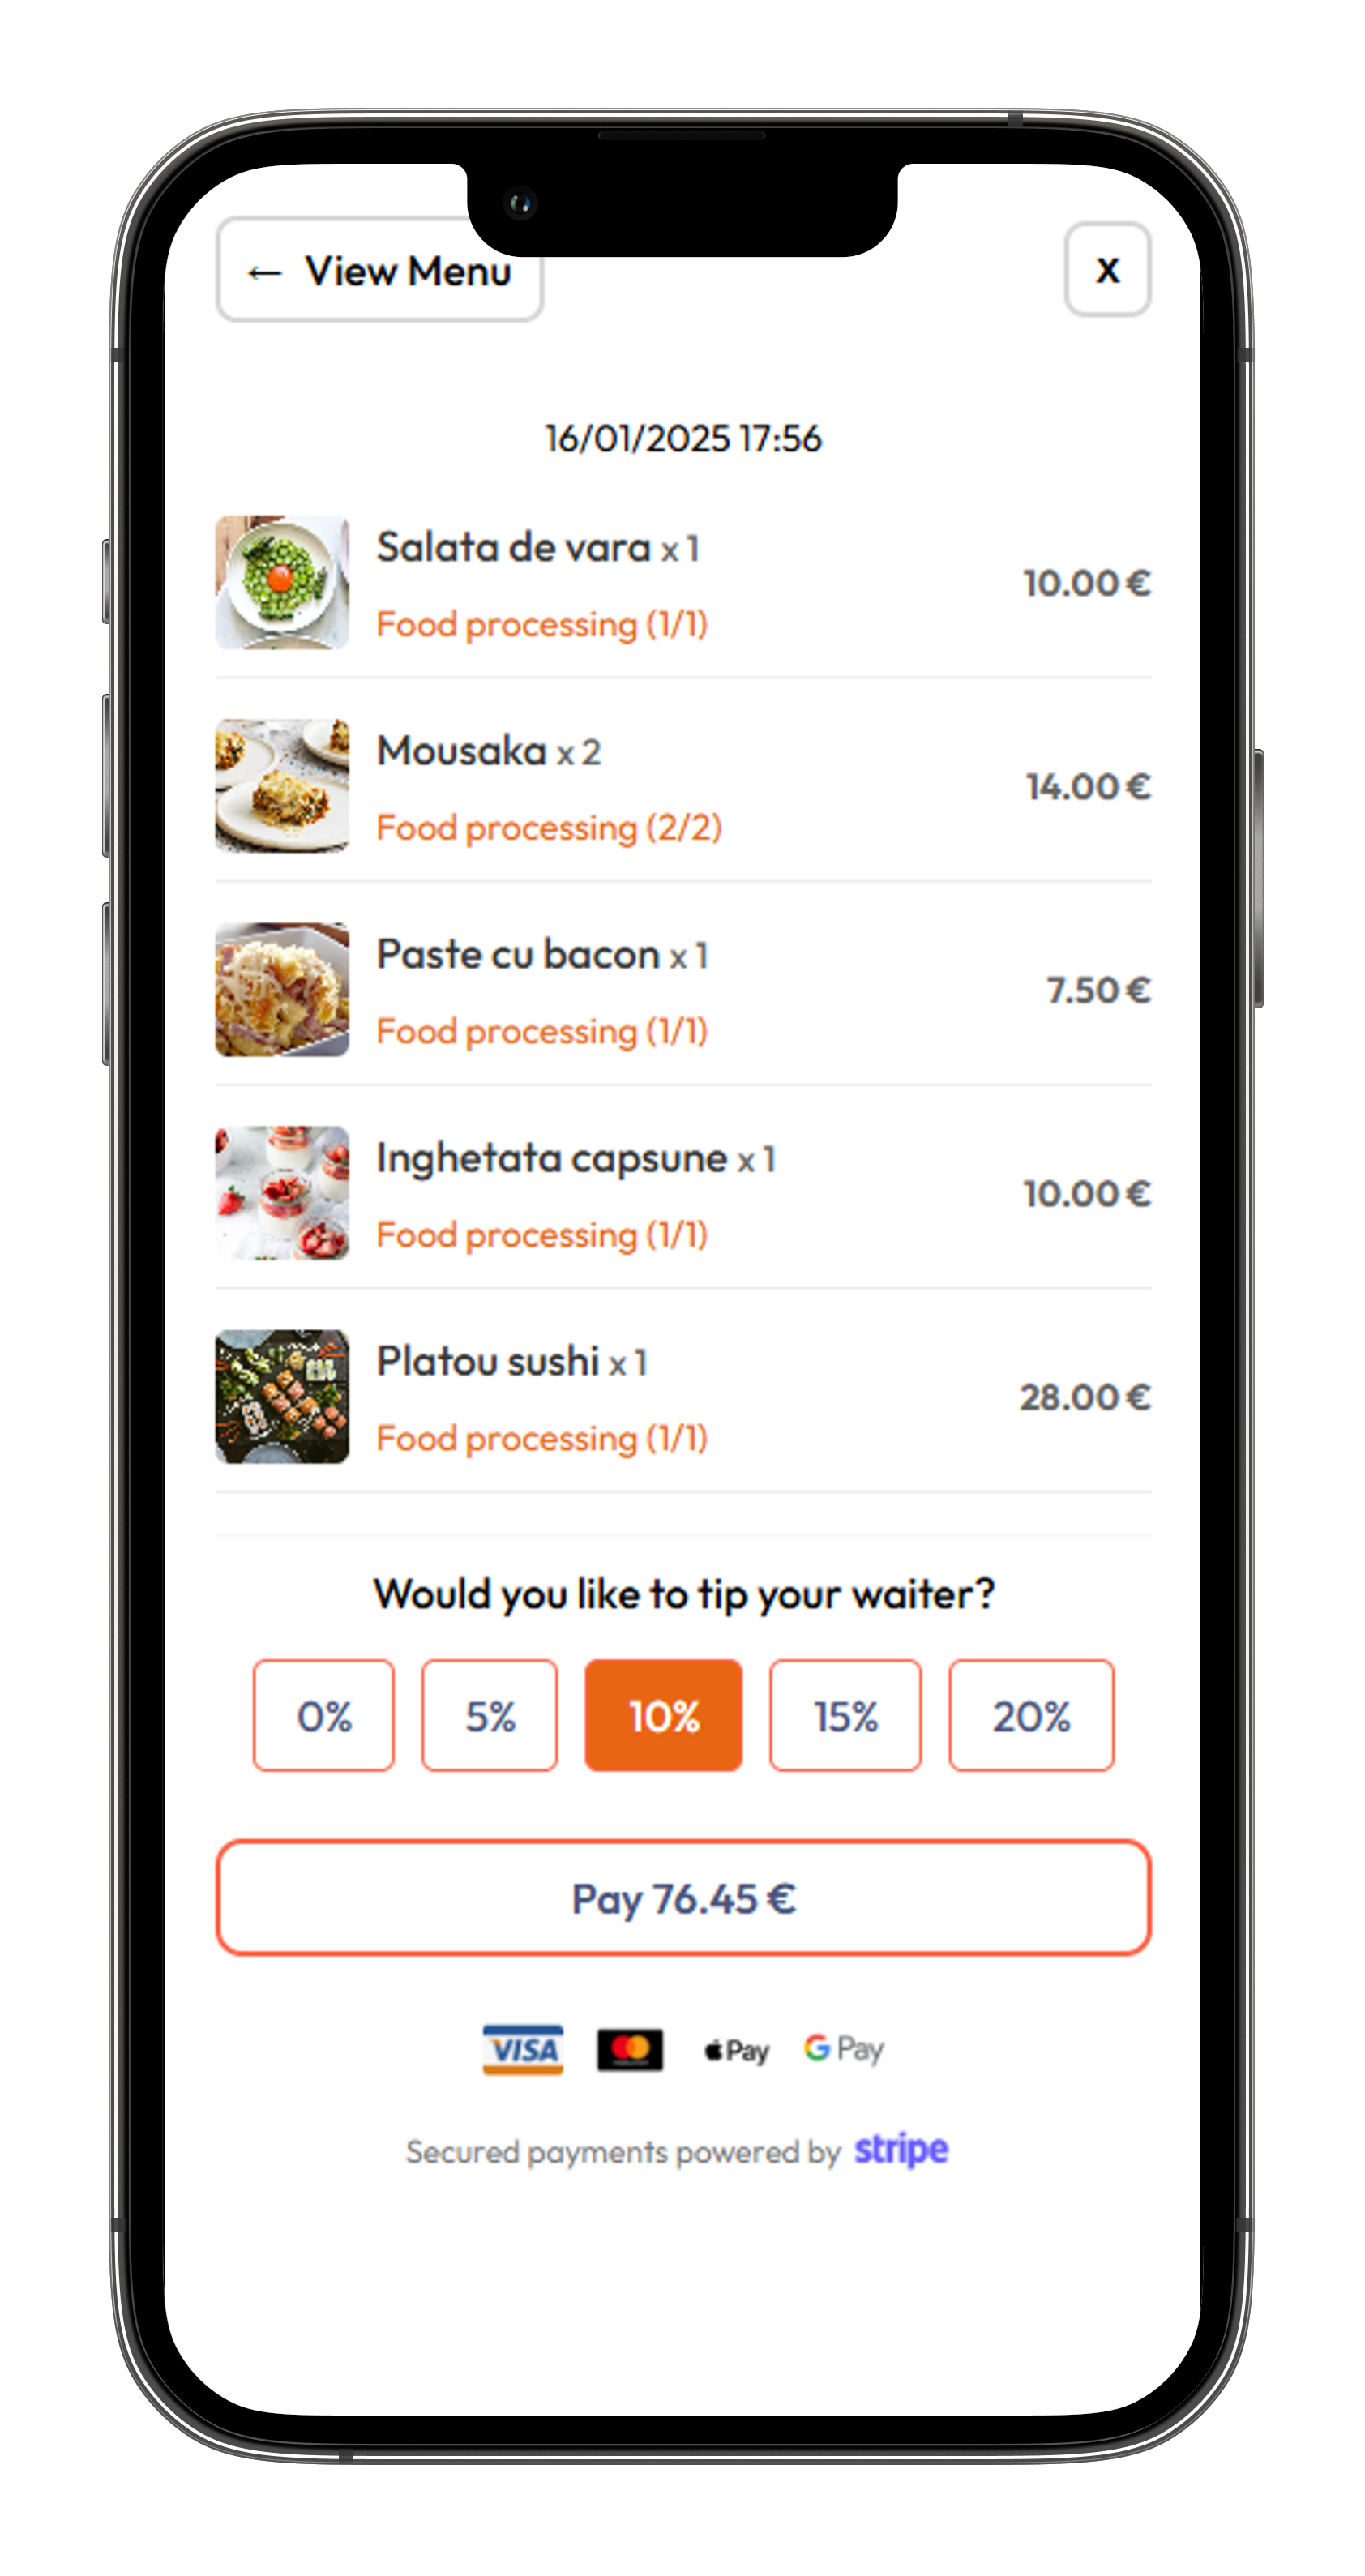 ← View Menu
x
16/01/2025 17:56
Salata de vara x 1
Food processing (1/1)
10.00 €
Mousaka x 2
Food processing (2/2)
14.00 €
Paste cu bacon x 1
Food processing (1/1)
7.50 €
Inghetata capsune x 1
Food processing (1/1)
10.00 €
Platou sushi x 1
Food processing (1/1)
28.00 €
Would you like to tip your waiter?
0% 5% 10% 15% 20%
Pay 76.45 €
VISA Pay G Pay
Secured payments powered by stripe